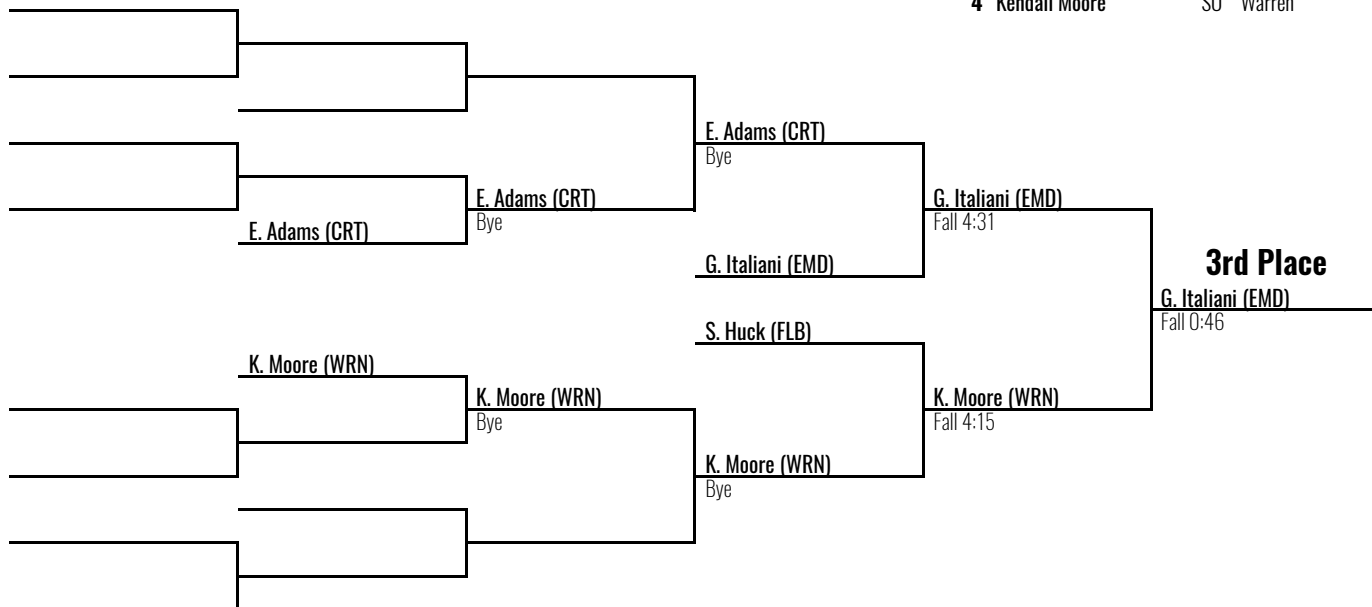 4 Kendall Moore SO Warren
E. Adams (CRT)
Bye
E. Adams (CRT)
Bye
G. Italiani (EMD)
Fall 4:31
E. Adams (CRT)
3rd Place
G. Italiani (EMD)
G. Italiani (EMD)
Fall 0:46
S. Huck (FLB)
K. Moore (WRN)
K. Moore (WRN)
Bye
K. Moore (WRN)
Fall 4:15
K. Moore (WRN)
Bye